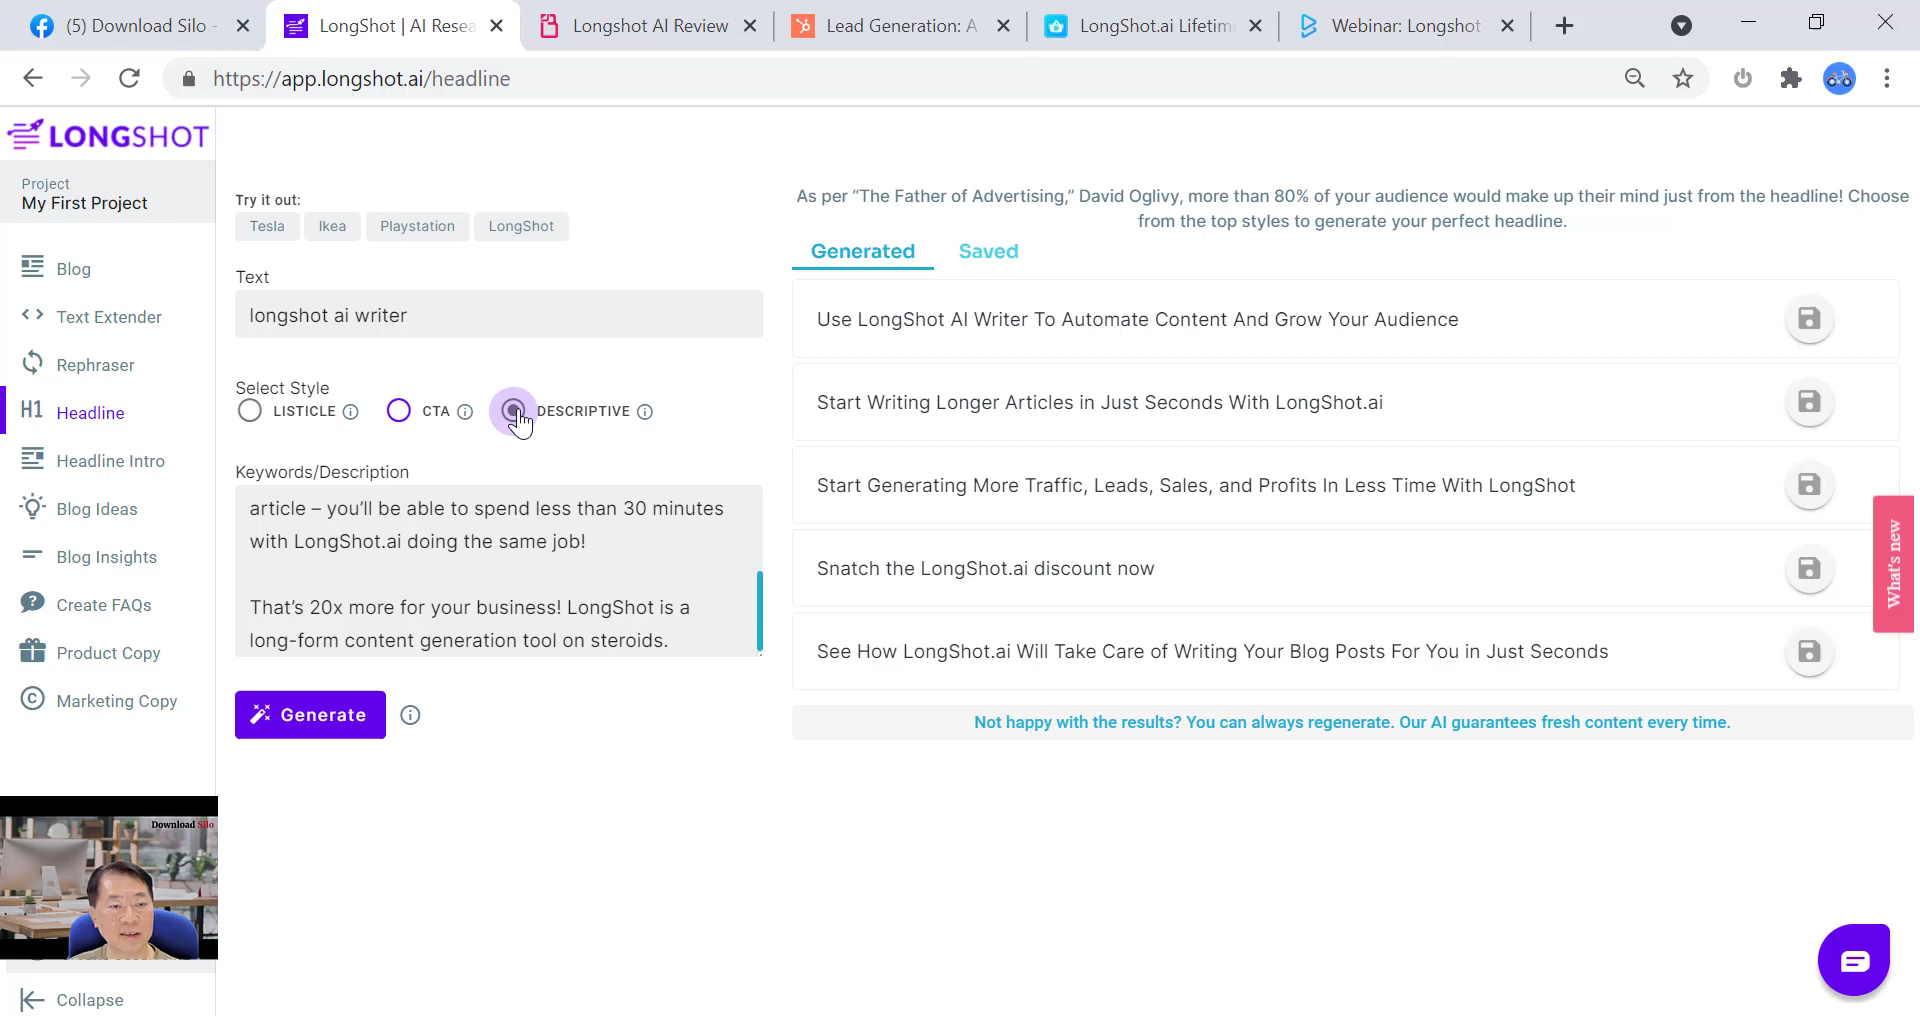 (5) Download Silo -
LongShot | AI Resea
Longshot AI Review
Lead Generation: A
LongShot.ai Lifetim
Webinar: Longshot
https://app.longshot.ai/headline
LONGSHOT
Project
My First Project
Blog
Text Extender
Rephraser
H1 Headline
Headline Intro
Blog Ideas
Blog Insights
Create FAQs
Product Copy
Marketing Copy
Download Silo
Collapse
Try it out:
Tesla Ikea Playstation LongShot
Text
longshot ai writer
Select Style
LISTICLE CTA DESCRIPTIVE
Keywords/Description
article – you'll be able to spend less than 30 minutes
with LongShot.ai doing the same job!
That's 20x more for your business! LongShot is a
long-form content generation tool on steroids.
Generate
As per “The Father of Advertising,” David Oglivy, more than 80% of your audience would make up their mind just from the headline! Choose
from the top styles to generate your perfect headline.
Generated Saved
Use LongShot AI Writer To Automate Content And Grow Your Audience
Start Writing Longer Articles in Just Seconds With LongShot.ai
Start Generating More Traffic, Leads, Sales, and Profits In Less Time With LongShot
Snatch the LongShot.ai discount now
See How LongShot.ai Will Take Care of Writing Your Blog Posts For You in Just Seconds
Not happy with the results? You can always regenerate. Our AI guarantees fresh content every time.
What's new